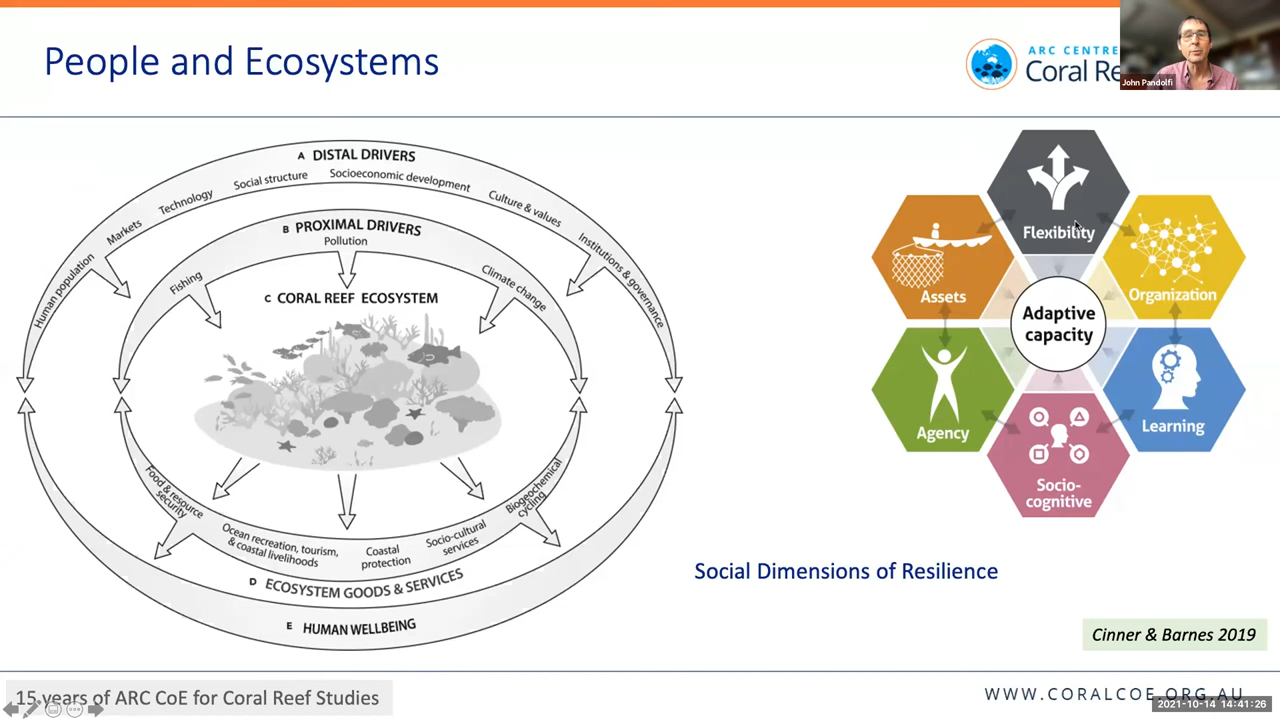 People and Ecosystems
ARC CENTRE
Coral Re
John Pandolfi
A DISTAL DRIVERS
Human population
Markets
Technology
Social structure
Socioeconomic development
Culture & values
Institutions & governance
B PROXIMAL DRIVERS
Pollution
Fishing
Climate change
C CORAL REEF ECOSYSTEM
Food & resource
security
Ocean recreation, tourism,
& coastal livelihoods
Coastal
protection
Socio-cultural
services
Biogeochemical
cycling
D ECOSYSTEM GOODS & SERVICES
E HUMAN WELLBEING
Flexibility
Assets
Organization
Adaptive
capacity
Agency
Learning
Socio-
cognitive
Social Dimensions of Resilience
Cinner & Barnes 2019
15 years of ARC CoE for Coral Reef Studies
WWW.CORALCOE.ORG.AU
2021-10-14 14:41:26